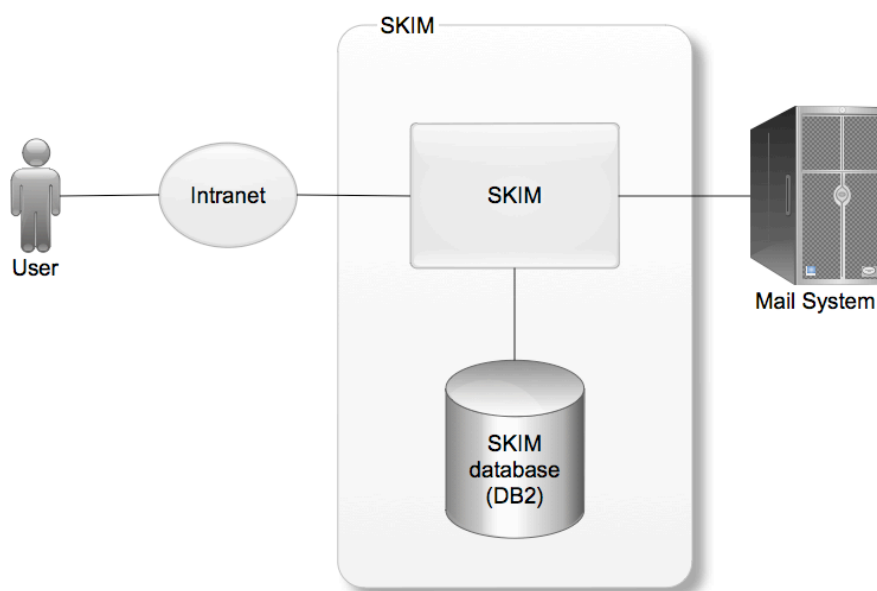 SKIM
Intranet
SKIM
User
Mail System
SKIM
database
(DB2)